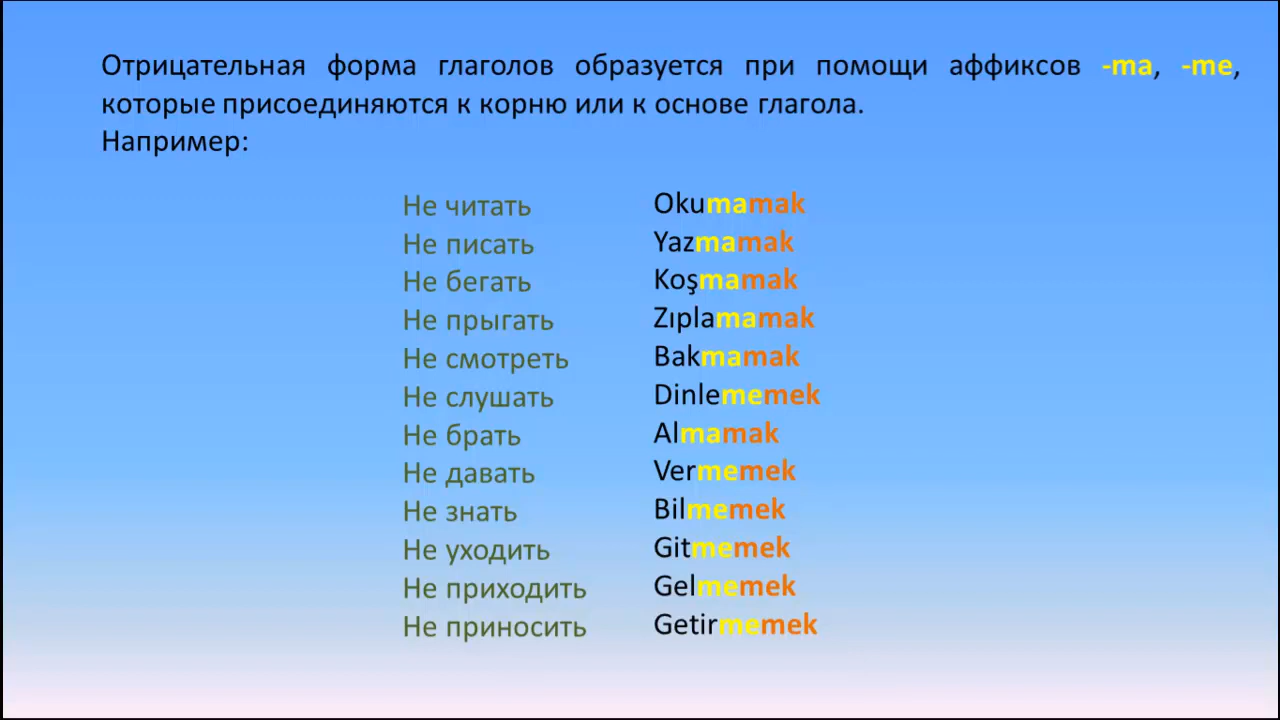 Отрицательная форма глаголов образуется при помощи аффиксов -ma, -me,
которые присоединяются к корню или к основе глагола.
Например:
Не читать Okumamak
Не писать Yazmamak
Не бегать Koşmamak
Не прыгать Zıplamamak
Не смотреть Bakmamak
Не слушать Dinlememek
Не брать Almamak
Не давать Vermemek
Не знать Bilmemek
Не уходить Gitmemek
Не приходить Gelmemek
Не приносить Getirmemek